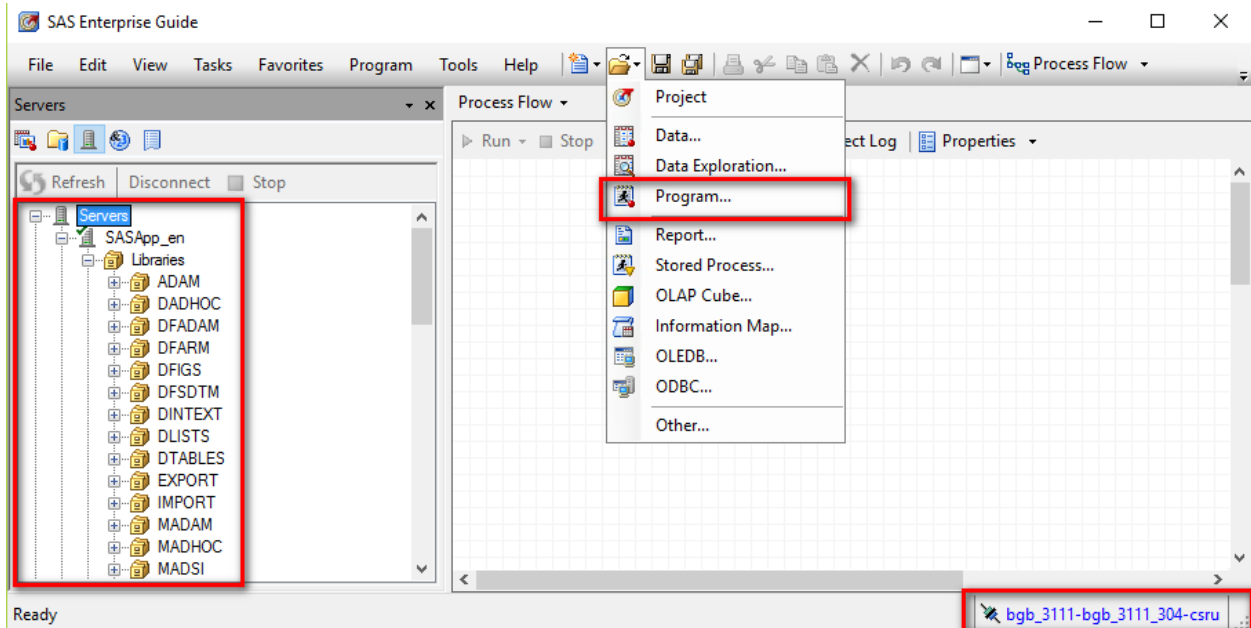 SAS Enterprise Guide
File Edit View Tasks Favorites Program Tools Help Process Flow
Servers
Process Flow
Project
Data...
Data Exploration...
Program...
Report...
Stored Process...
OLAP Cube...
Information Map...
OLEDB...
ODBC...
Other...
Run Stop ect Log Properties
Refresh Disconnect Stop
Servers
SASApp_en
Libraries
ADAM
DADHOC
DFADAM
DFARM
DFIGS
DFSDTM
DINTEXT
DLISTS
DTABLES
EXPORT
IMPORT
MADAM
MADHOC
MADSI
Ready
bgb_3111-bgb_3111_304-csru